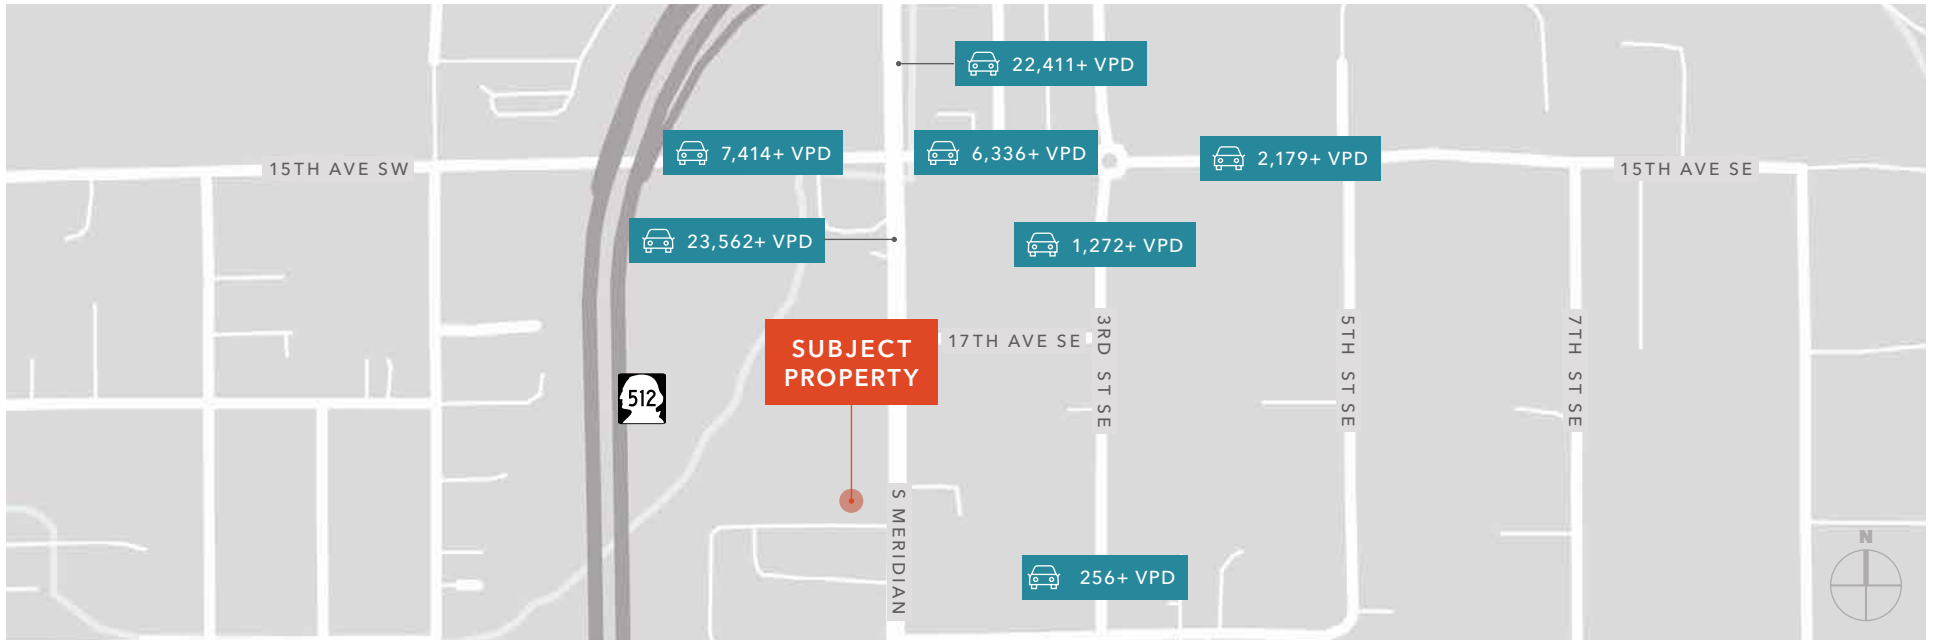 22,411+ VPD
7,414+ VPD
6,336+ VPD
2,179+ VPD
15TH AVE SW
15TH AVE SE
23,562+ VPD
1,272+ VPD
SUBJECT
PROPERTY
17TH AVE SE
3RD ST SE
5TH ST SE
7TH ST SE
512
S MERIDIAN
N
256+ VPD